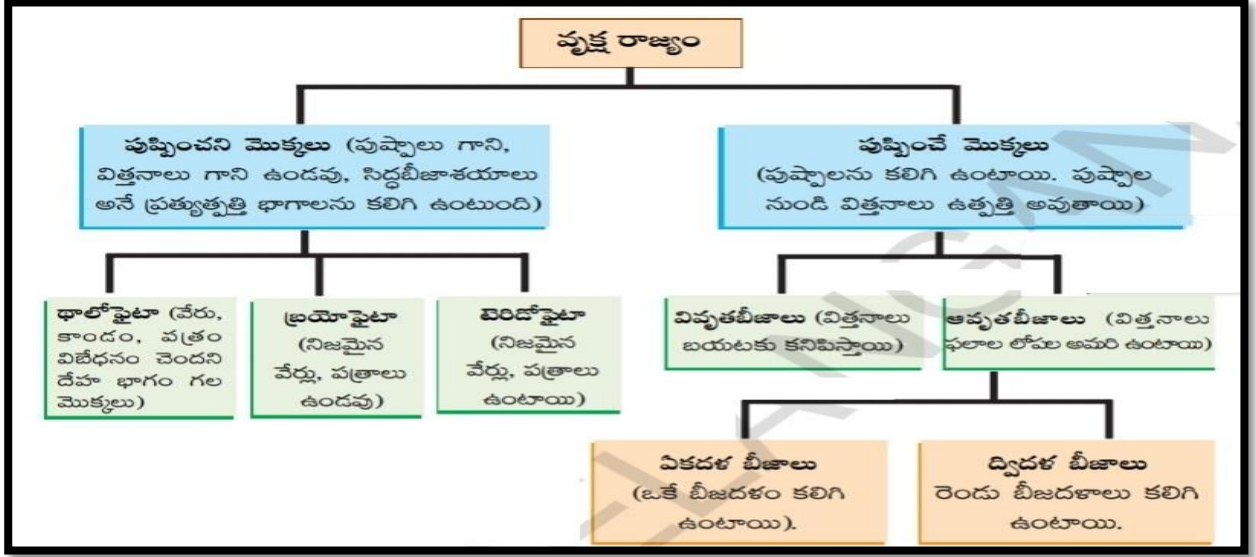 వృక్ష రాజ్యం
పుష్పించని మొక్కలు (పుష్పాలు గాని,
విత్తనాలు గాని ఉండవు, సిద్ధబీజాశయాలు
అనే ప్రత్యుత్పత్తి భాగాలను కలిగి ఉంటుంది)
పుష్పించే మొక్కలు
(పుష్పాలను కలిగి ఉంటాయి. పుష్పాల
నుండి విత్తనాలు ఉత్పత్తి అవుతాయి)
థాలోఫైటా (వేరు,
కాండం, పత్రం
విబేధనం చెందని
దేహ భాగం గల
మొక్కలు)
బ్రయోఫైటా
(నిజమైన
వేర్లు, పత్రాలు
ఉండవు)
టెరిడోఫైటా
(నిజమైన
వేర్లు, పత్రాలు
ఉంటాయి)
వివృతబీజాలు (విత్తనాలు
బయటకు కనిపిస్తాయి)
ఆవృతబీజాలు (విత్తనాలు
ఫలాల లోపల అమరి ఉంటాయి)
ఏకదళ బీజాలు
(ఒకే బీజదళం కలిగి
ఉంటాయి).
ద్విదళ బీజాలు
రెండు బీజదళాలు కలిగి
ఉంటాయి.